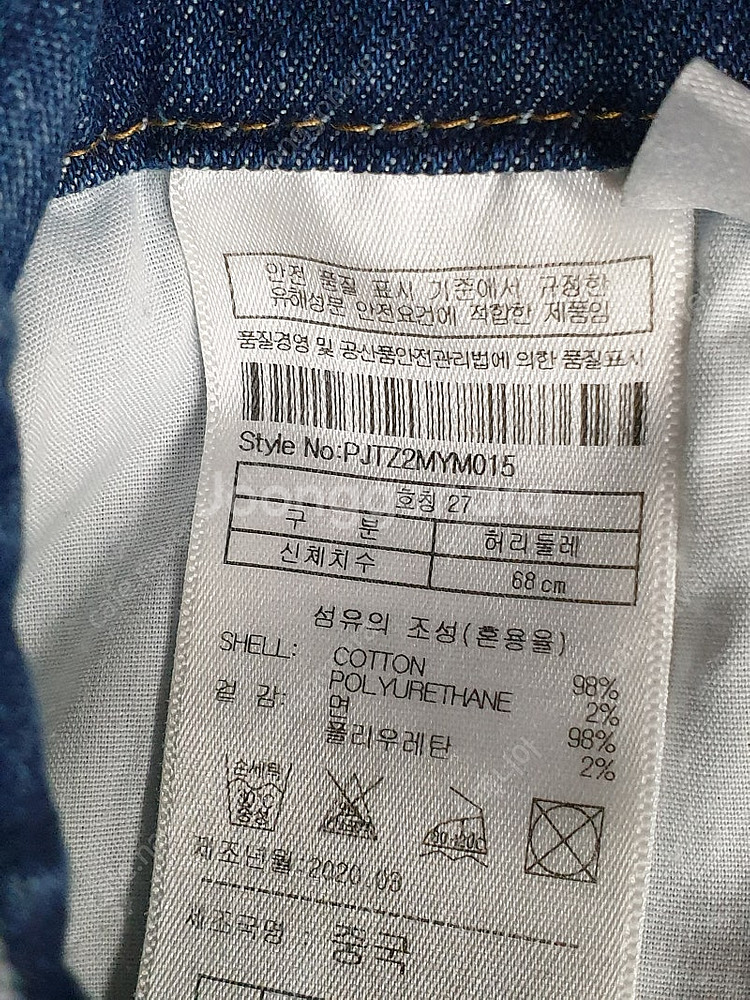 안전 품질 표시 기준에서 규정한
유해성분 안전요건에 적합한 제품임
품질경영 및 공산품안전관리법에 의한 품질표시
Style No:PJTZ2MYM015
호칭 27
구 분 허리둘레
신체치수 68cm
섬유의 조성(혼용율)
SHELL: COTTON 98%
POLYURETHANE 2%
겉 감: 면 98%
폴리우레탄 2%
손세탁
중성
제조년월:2020.03
제조국명 : 중국